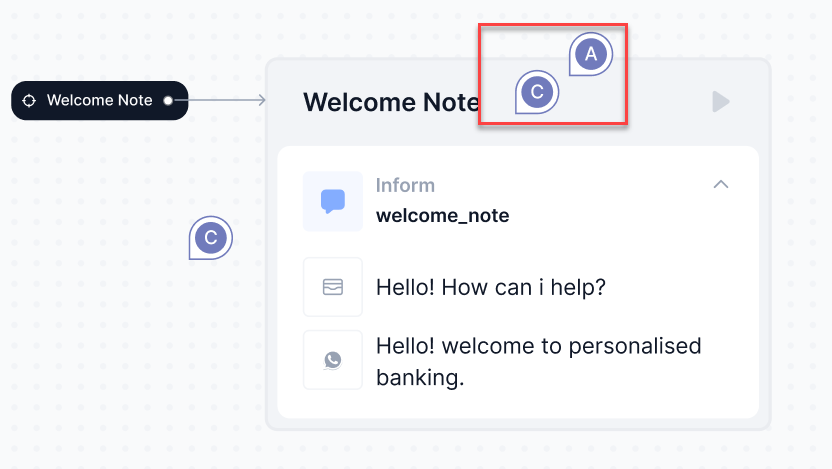 A
Welcome Note
C
Welcome Note
Inform
welcome_note
C
Hello! How can i help?
Hello! welcome to personalised
banking.